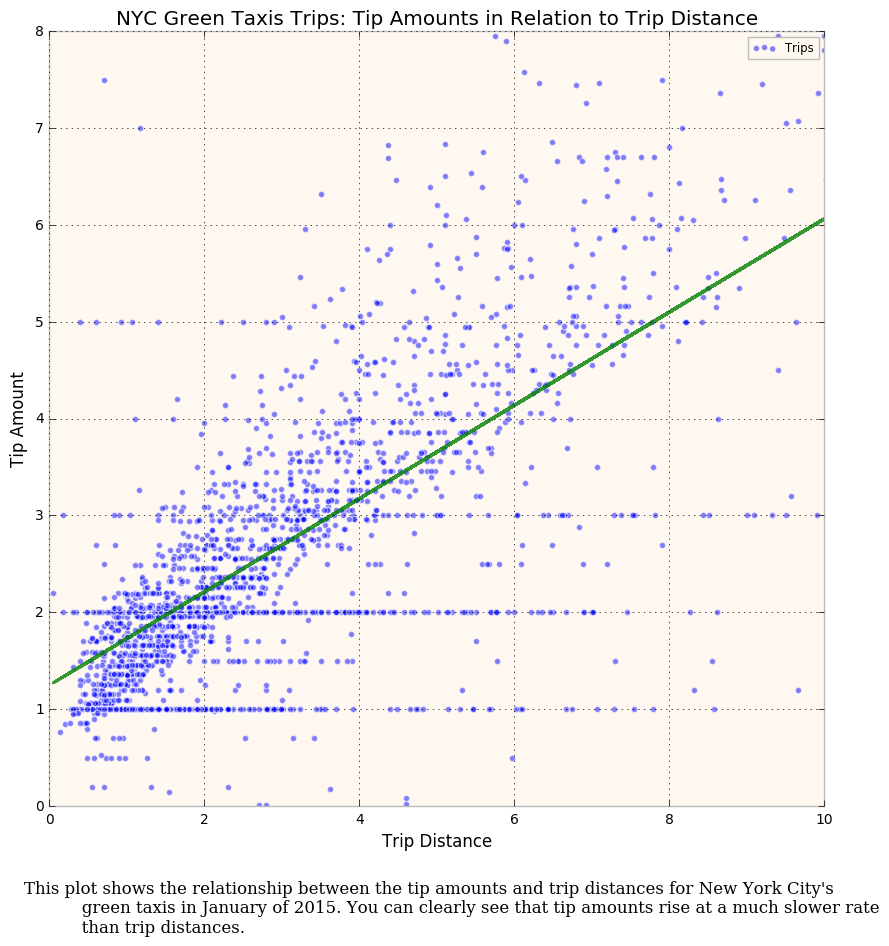 NYC Green Taxis Trips: Tip Amounts in Relation to Trip Distance
Trips
8
7
6
5
4
3
2
1
0
Tip Amount
0 2 4 6 8 10
Trip Distance
This plot shows the relationship between the tip amounts and trip distances for New York City's
green taxis in January of 2015. You can clearly see that tip amounts rise at a much slower rate
than trip distances.